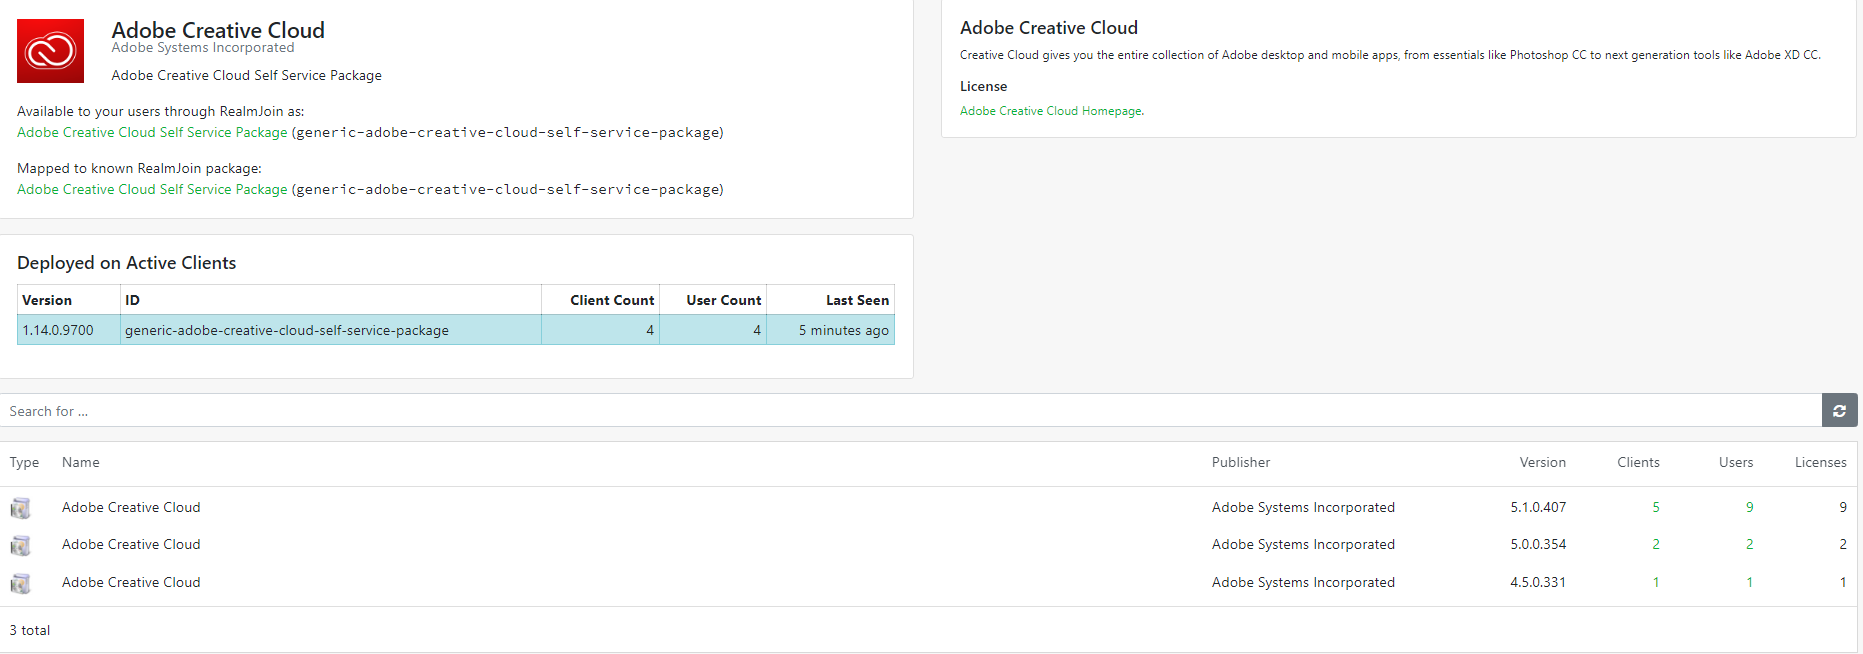 Adobe Creative Cloud
Adobe Systems Incorporated
Adobe Creative Cloud Self Service Package
Available to your users through RealmJoin as:
Adobe Creative Cloud Self Service Package (generic-adobe-creative-cloud-self-service-package)
Mapped to known RealmJoin package:
Adobe Creative Cloud Self Service Package (generic-adobe-creative-cloud-self-service-package)
Adobe Creative Cloud
Creative Cloud gives you the entire collection of Adobe desktop and mobile apps, from essentials like Photoshop CC to next generation tools like Adobe XD CC.
License
Adobe Creative Cloud Homepage.
Deployed on Active Clients
Version ID Client Count User Count Last Seen
1.14.0.9700 generic-adobe-creative-cloud-self-service-package 4 4 5 minutes ago
Search for ...
Type Name Publisher Version Clients Users Licenses
Adobe Creative Cloud Adobe Systems Incorporated 5.1.0.407 5 9 9
Adobe Creative Cloud Adobe Systems Incorporated 5.0.0.354 2 2 2
Adobe Creative Cloud Adobe Systems Incorporated 4.5.0.331 1 1 1
3 total